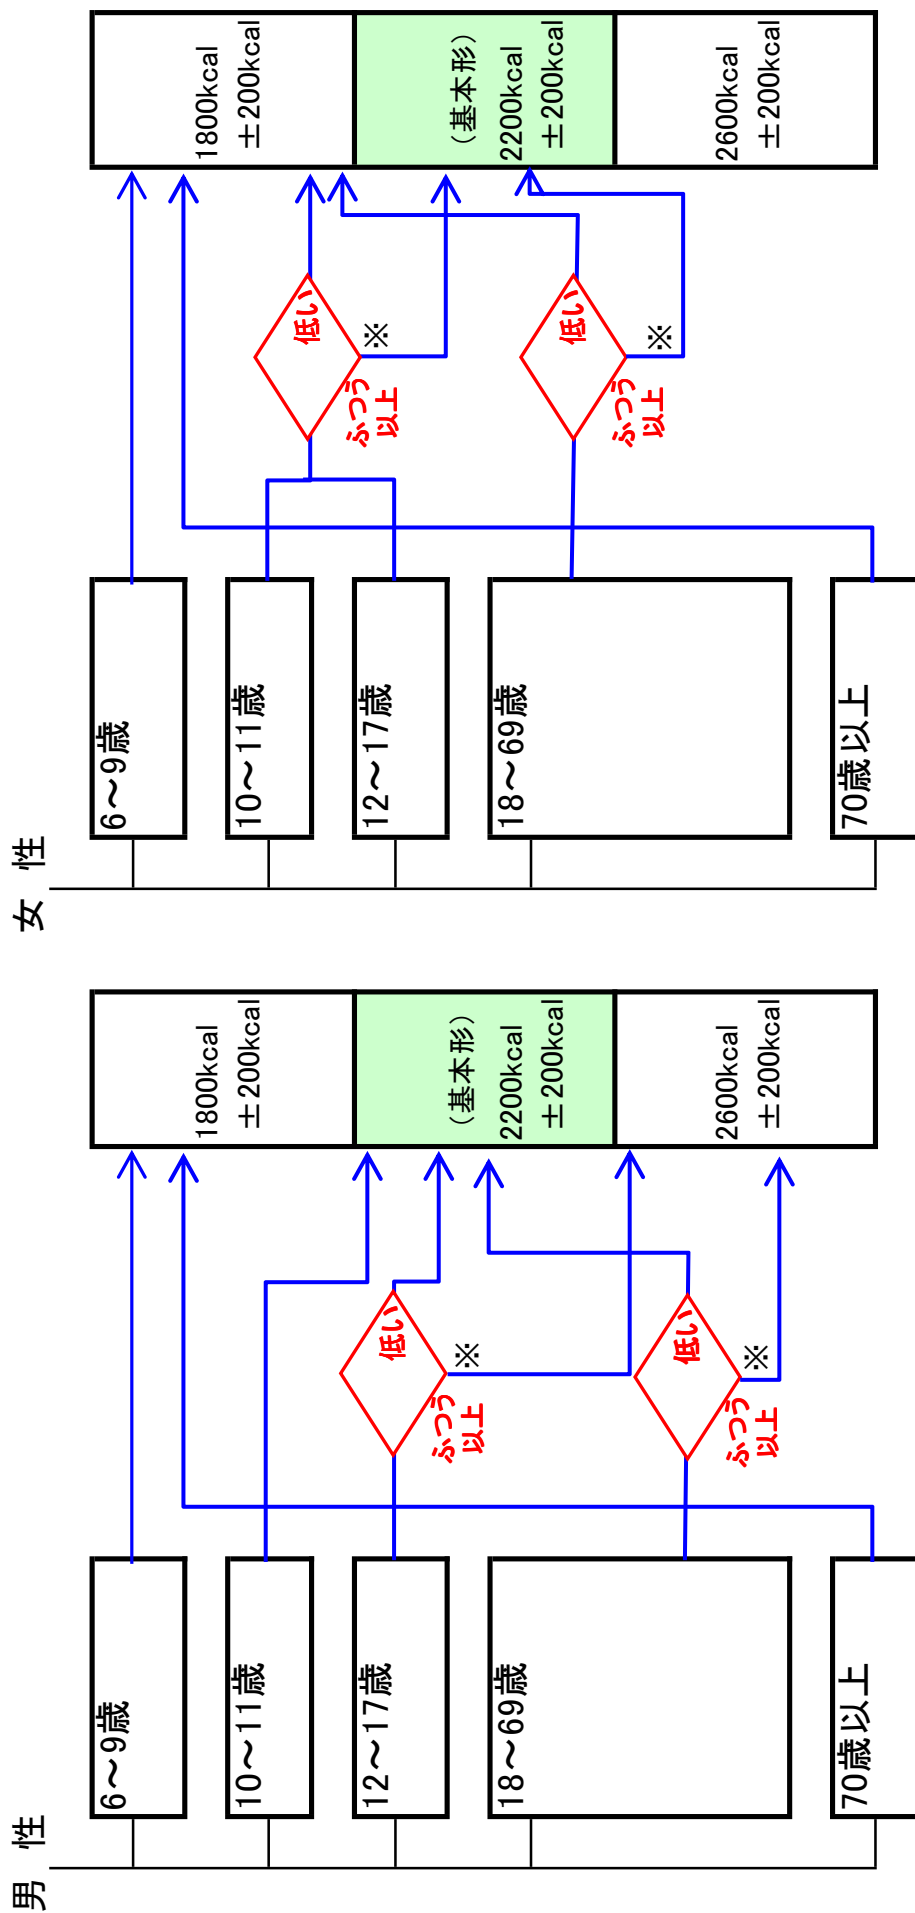 男 性
6～9歳
10～11歳
12～17歳
18～69歳
70歳以上
低い
ふつう
以上
※
低い
ふつう
以上
※
1800kcal
±200kcal
（基本形）
2200kcal
±200kcal
2600kcal
±200kcal
女 性
6～9歳
10～11歳
12～17歳
18～69歳
70歳以上
低い
ふつう
以上
※
低い
ふつう
以上
※
1800kcal
±200kcal
（基本形）
2200kcal
±200kcal
2600kcal
±200kcal